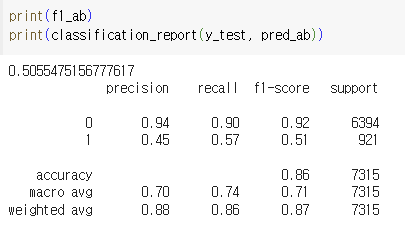 print(f1_ab)
print(classification_report(y_test, pred_ab))
0.5055475156777617
precision recall f1-score support
0 0.94 0.90 0.92 6394
1 0.45 0.57 0.51 921
accuracy 0.86 7315
macro avg 0.70 0.74 0.71 7315
weighted avg 0.88 0.86 0.87 7315